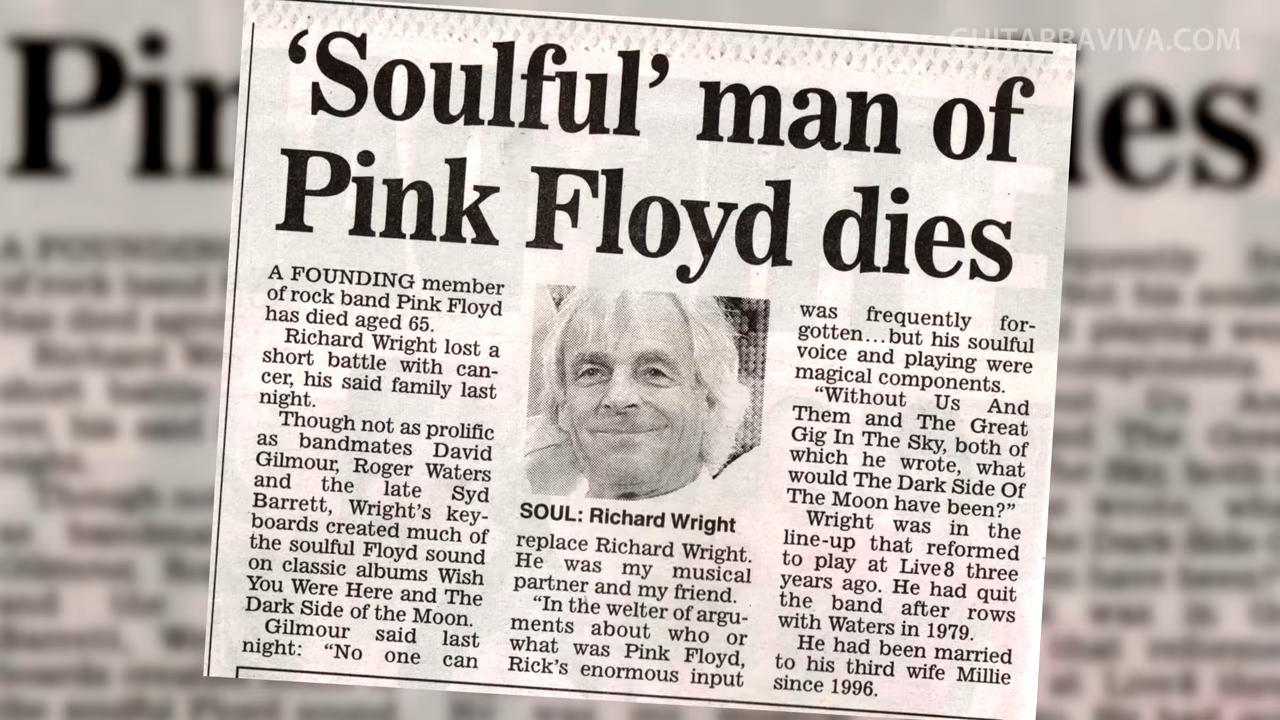 GUITARRAVIVA.COM
‘Soulful’ man of
Pink Floyd dies
A FOUNDING member
of rock band Pink Floyd
has died aged 65.
Richard Wright lost a
short battle with can-
cer, his said family last
night.
Though not as prolific
as bandmates David
Gilmour, Roger Waters
and the late Syd
Barrett, Wright's key-
boards created much of
the soulful Floyd sound
on classic albums Wish
You Were Here and The
Dark Side of the Moon.
Gilmour said last
night: “No one can
SOUL: Richard Wright
replace Richard Wright.
He was my musical
partner and my friend.
“In the welter of argu-
ments about who or
what was Pink Floyd,
Rick's enormous input
was frequently for-
gotten...but his soulful
voice and playing were
magical components.
“Without Us And
Them and The Great
Gig In The Sky, both of
which he wrote, what
would The Dark Side Of
The Moon have been?”
Wright was in the
line-up that reformed
to play at Live8 three
years ago. He had quit
the band after rows
with Waters in 1979.
He had been married
to his third wife Millie
since 1996.